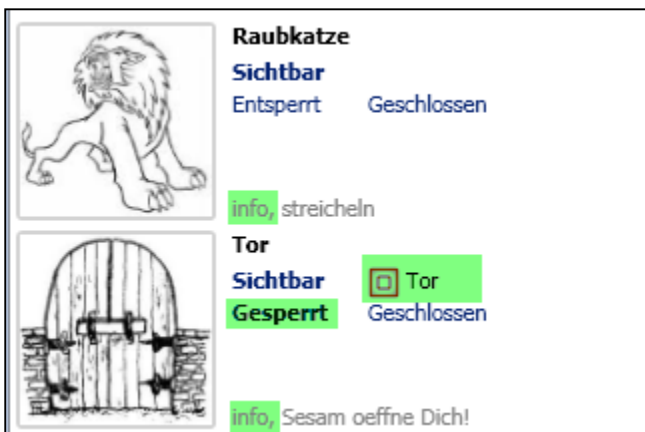 Raubkatze
Sichtbar
Entsperrt Geschlossen
info, streicheln
Tor
Sichtbar Tor
Gesperrt Geschlossen
info, Sesam oeffne Dich!